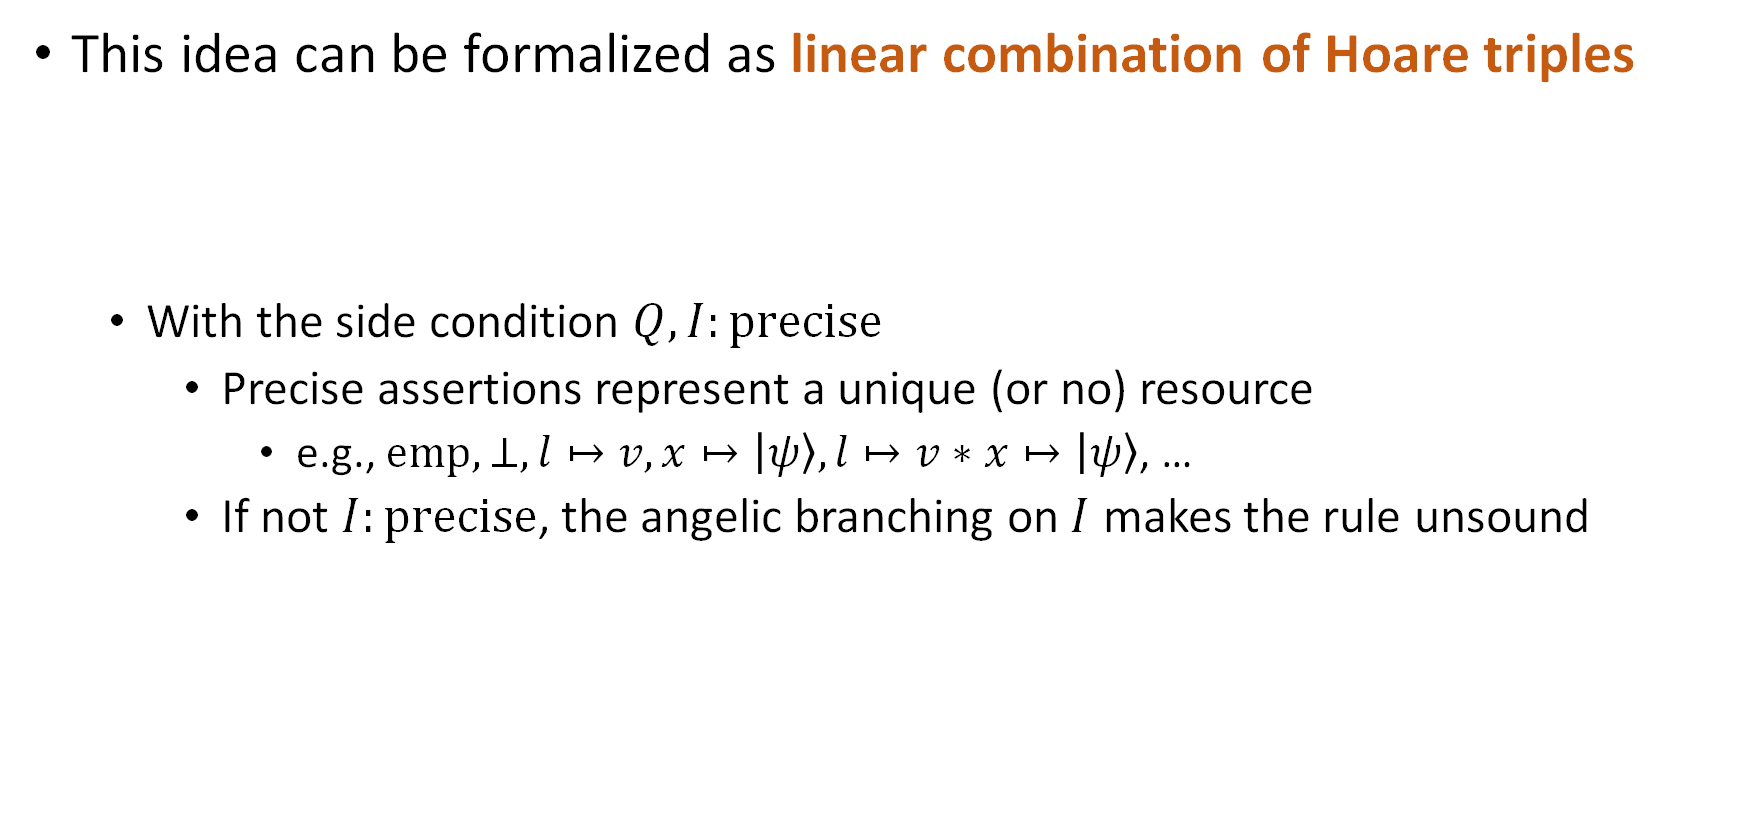 • This idea can be formalized as linear combination of Hoare triples
• With the side condition Q, I: precise
• Precise assertions represent a unique (or no) resource
• e.g., emp, ⊥, l ↦ v, x ↦ |ψ⟩, l ↦ v ∗ x ↦ |ψ⟩, …
• If not I: precise, the angelic branching on I makes the rule unsound